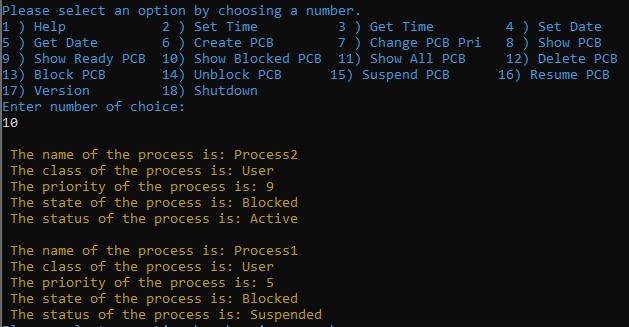 Please select an option by choosing a number.
1 ) Help 2 ) Set Time 3 ) Get Time 4 ) Set Date
5 ) Get Date 6 ) Create PCB 7 ) Change PCB Pri 8 ) Show PCB
9 ) Show Ready PCB 10) Show Blocked PCB 11) Show All PCB 12) Delete PCB
13) Block PCB 14) Unblock PCB 15) Suspend PCB 16) Resume PCB
17) Version 18) Shutdown
Enter number of choice:
10
The name of the process is: Process2
The class of the process is: User
The priority of the process is: 9
The state of the process is: Blocked
The status of the process is: Active
The name of the process is: Process1
The class of the process is: User
The priority of the process is: 5
The state of the process is: Blocked
The status of the process is: Suspended